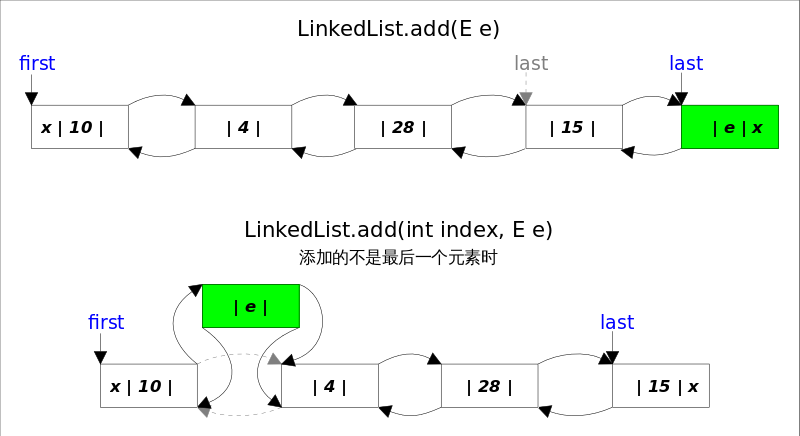 LinkedList.add(E e)
first last last
x | 10 | | 4 | | 28 | | 15 | | e | x
LinkedList.add(int index, E e)
添加的不是最后一个元素时
| e |
first last
x | 10 | | 4 | | 28 | | 15 | x